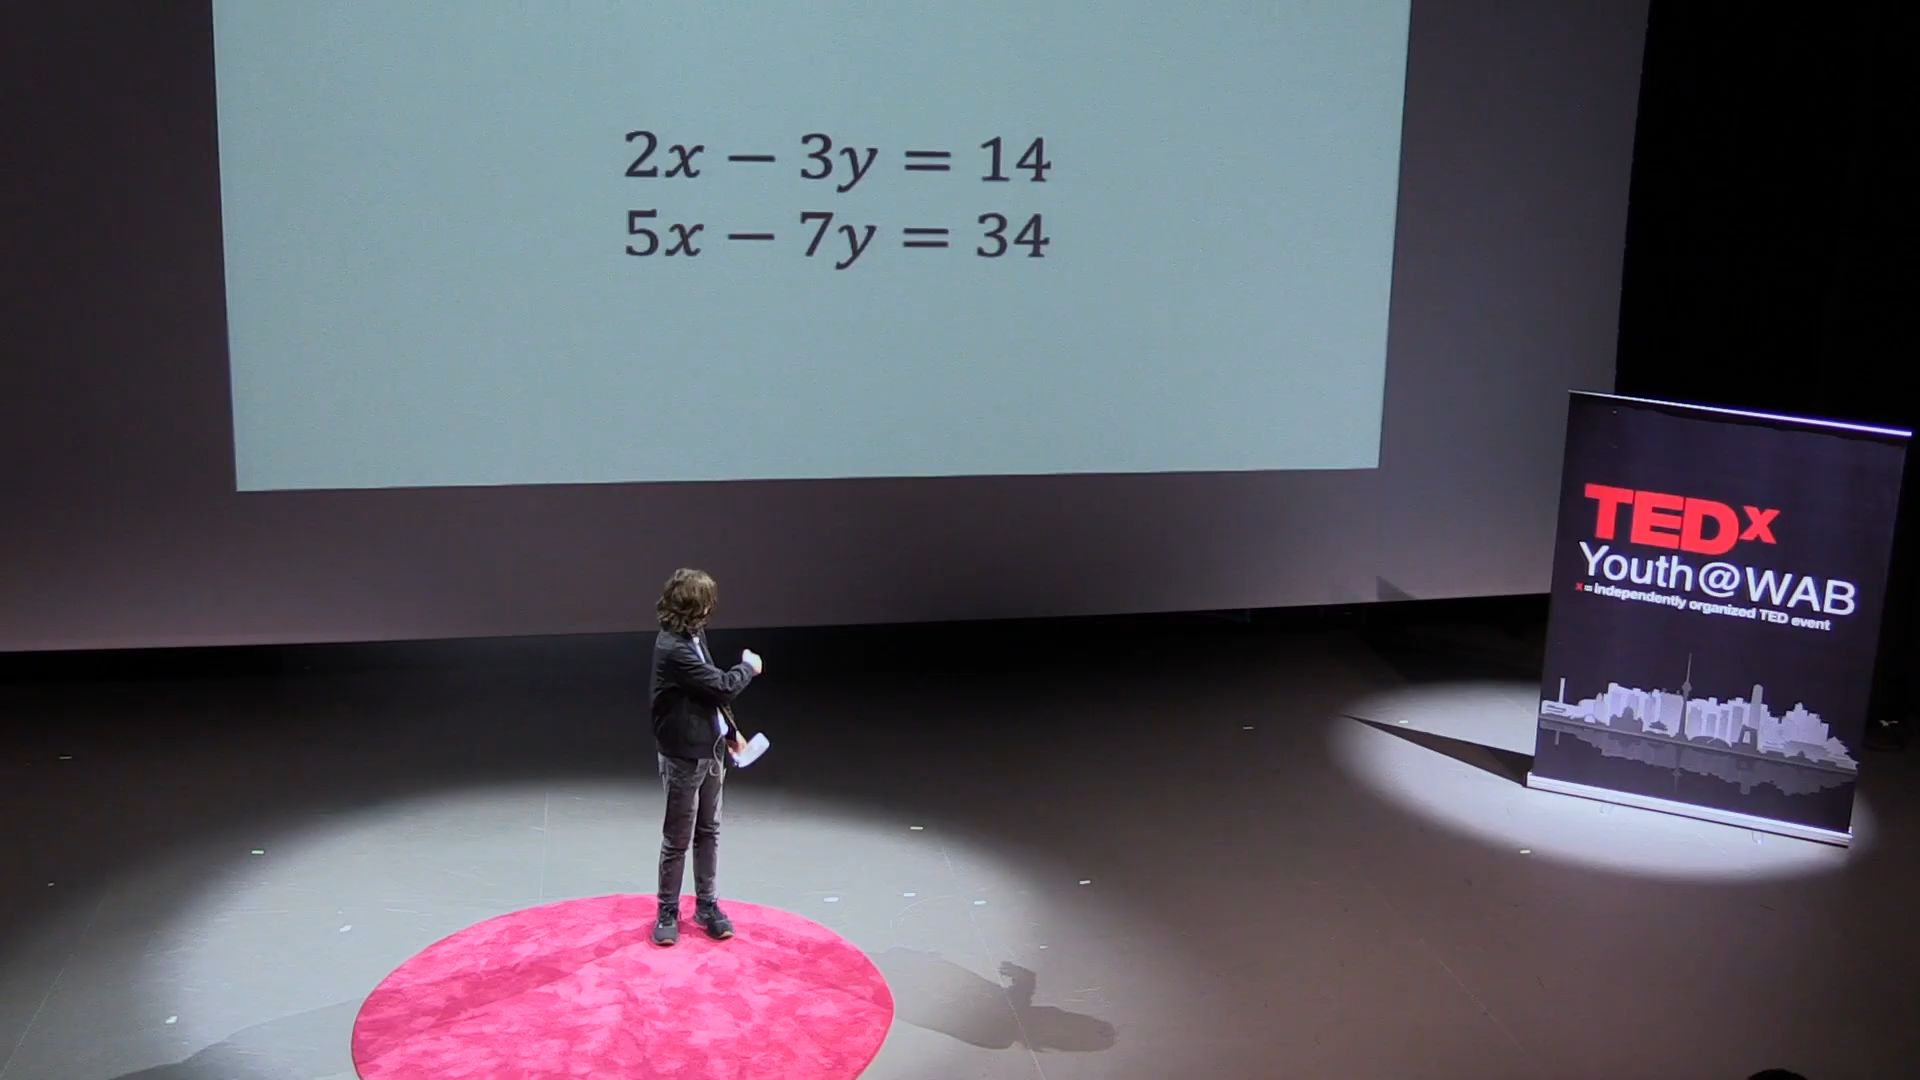 2x − 3y = 14
5x − 7y = 34
TEDx
Youth@WAB
x = independently organized TED event